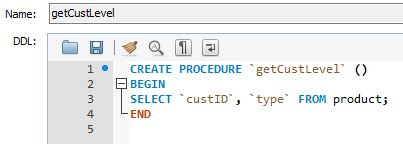 Name: getCustLevel
DDL:
1 CREATE PROCEDURE `getCustLevel` ()
2 BEGIN
3 SELECT `custID`, `type` FROM product;
4 END
5